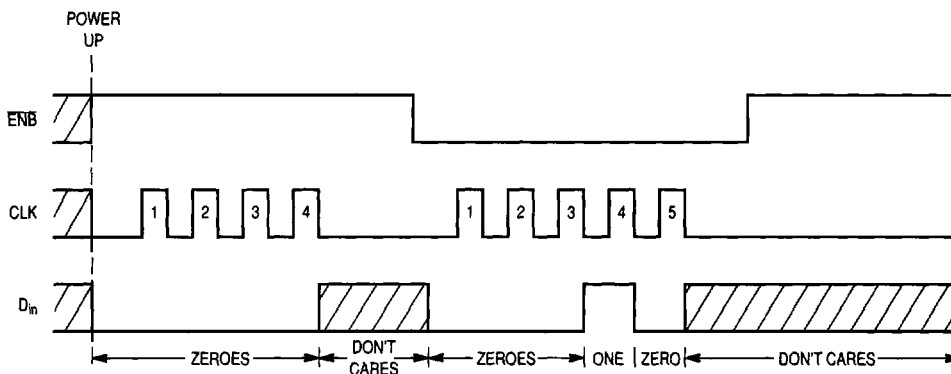 POWER
UP
ENB
CLK
1 2 3 4 1 2 3 4 5
Din
ZEROES DON'T CARES ZEROES ONE ZERO DON'T CARES